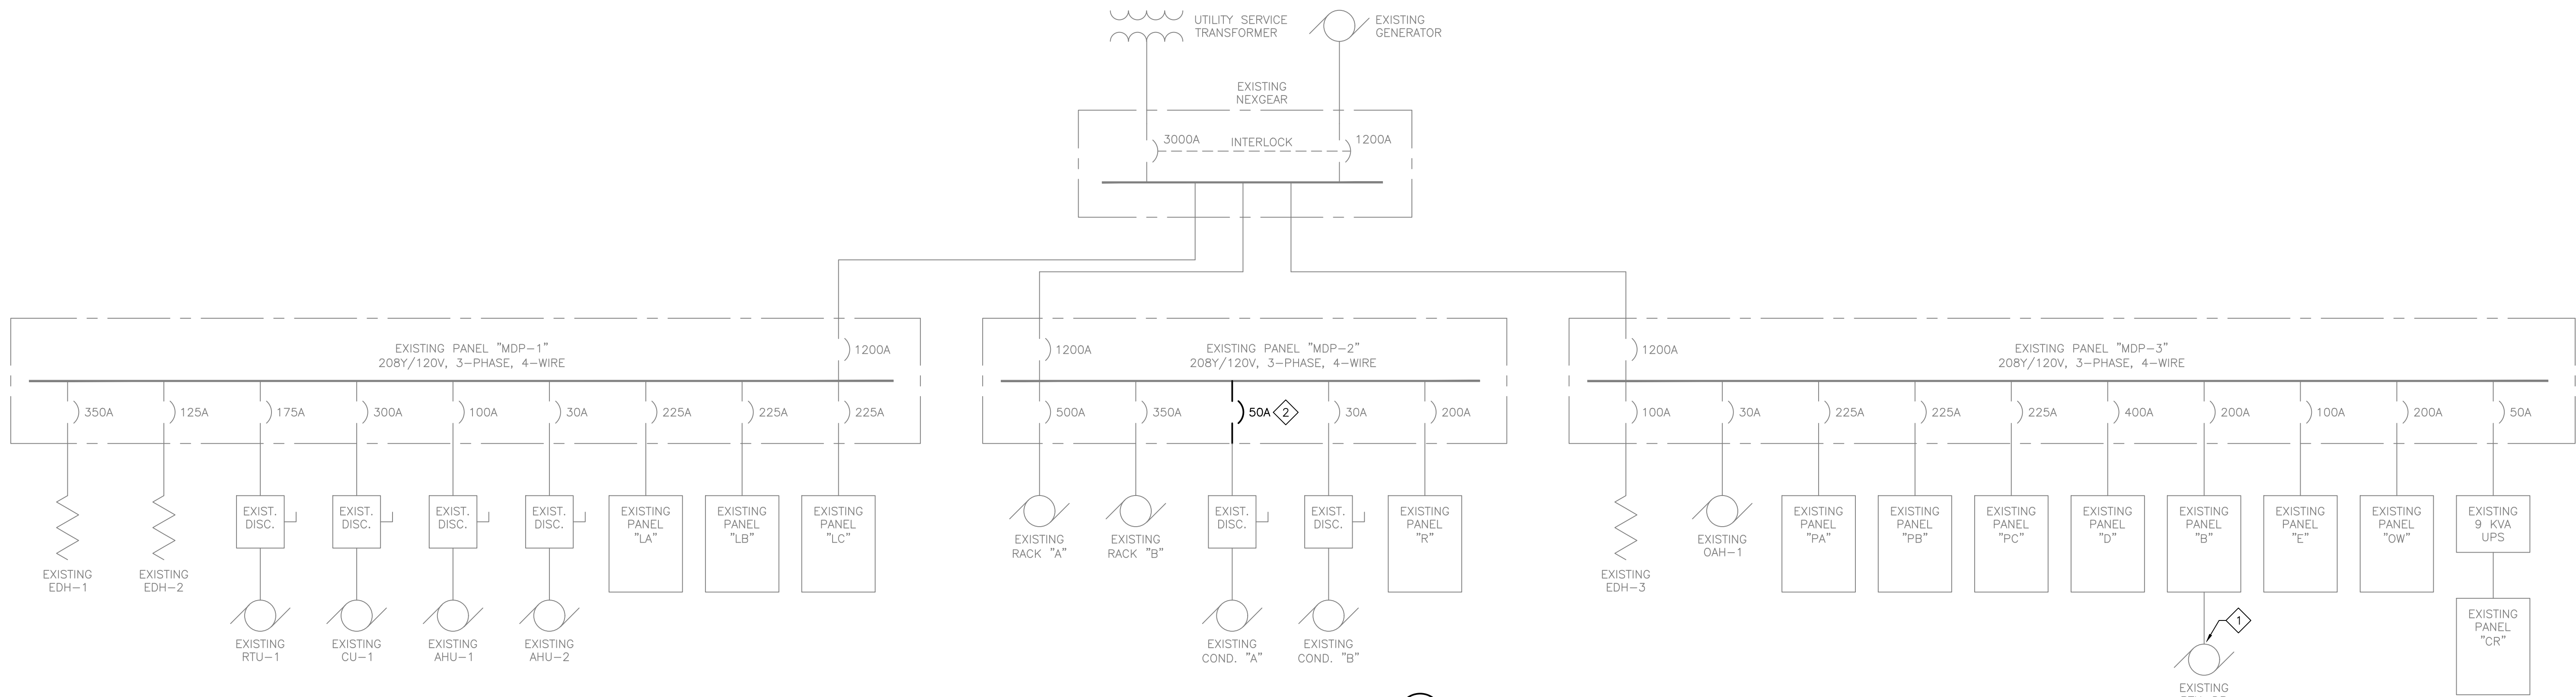 UTILITY SERVICE
TRANSFORMER
EXISTING
GENERATOR
EXISTING
NEXGEAR
3000A
INTERLOCK
1200A
EXISTING PANEL "MDP-1"
208Y/120V, 3-PHASE, 4-WIRE
1200A
350A
125A
175A
300A
100A
30A
225A
225A
225A
EXISTING
EDH-1
EXISTING
EDH-2
EXIST.
DISC.
EXISTING
RTU-1
EXIST.
DISC.
EXISTING
CU-1
EXIST.
DISC.
EXISTING
AHU-1
EXIST.
DISC.
EXISTING
AHU-2
EXISTING
PANEL
"LA"
EXISTING
PANEL
"LB"
EXISTING
PANEL
"LC"
1200A
EXISTING PANEL "MDP-2"
208Y/120V, 3-PHASE, 4-WIRE
500A
350A
50A 2
30A
200A
EXISTING
RACK "A"
EXISTING
RACK "B"
EXIST.
DISC.
EXISTING
COND. "A"
EXIST.
DISC.
EXISTING
COND. "B"
EXISTING
PANEL
"R"
1200A
EXISTING PANEL "MDP-3"
208Y/120V, 3-PHASE, 4-WIRE
100A
30A
225A
225A
225A
400A
200A
100A
200A
50A
EXISTING
EDH-3
EXISTING
OAH-1
EXISTING
PANEL
"PA"
EXISTING
PANEL
"PB"
EXISTING
PANEL
"PC"
EXISTING
PANEL
"D"
EXISTING
PANEL
"B"
1
EXISTING
EXISTING
PANEL
"E"
EXISTING
PANEL
"OW"
EXISTING
9 KVA
UPS
EXISTING
PANEL
"CR"